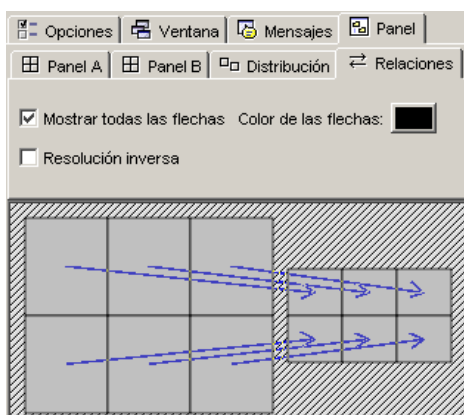 Opciones Ventana Mensajes Panel
Panel A Panel B Distribución Relaciones
Mostrar todas las flechas Color de las flechas:
Resolución inversa